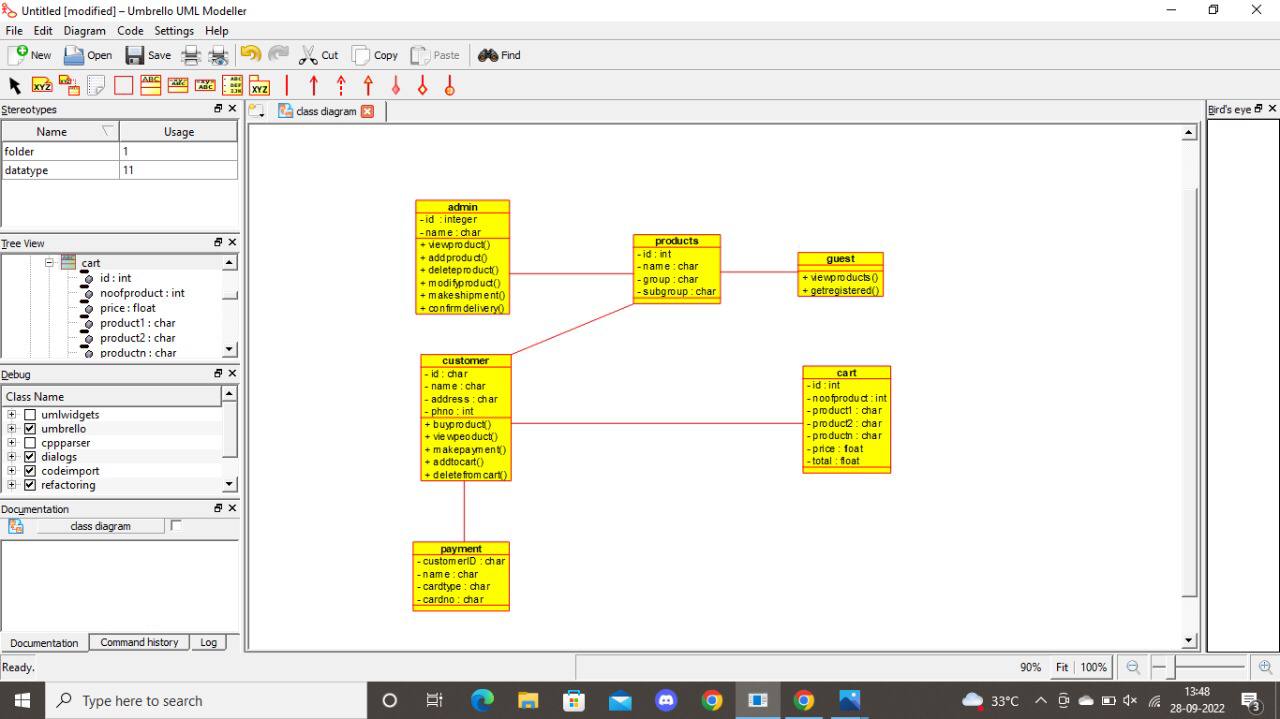 Untitled [modified] – Umbrello UML Modeller
File Edit Diagram Code Settings Help
New Open Save Cut Copy Paste Find
Stereotypes
Name Usage
folder 1
datatype 11
Tree View
cart
id : int
noofproduct : int
price : float
product1 : char
product2 : char
productn : char
Debug
Class Name
umlwidgets
umbrello
cppparser
dialogs
codeimport
refactoring
Documentation
class diagram
Documentation Command history Log
class diagram
Bird's eye
admin
- id : integer
- name : char
+ viewproduct()
+ addproduct()
+ deleteproduct()
+ modifyproduct()
+ makeshipment()
+ confirmdelivery()
products
- id : int
- name : char
- group : char
- subgroup : char
guest
+ viewproducts()
+ getregistered()
customer
- id : char
- name : char
- address : char
- phno : int
+ buyproduct()
+ viewpeoduct()
+ makepayment()
+ addtocart()
+ deletefromcart()
cart
- id : int
- noofproduct : int
- product1 : char
- product2 : char
- productn : char
- price : float
- total : float
payment
- customerID : char
- name : char
- cardtype : char
- cardno : char
Ready.
90% Fit 100%
Type here to search
33°C
13:48
28-09-2022
3